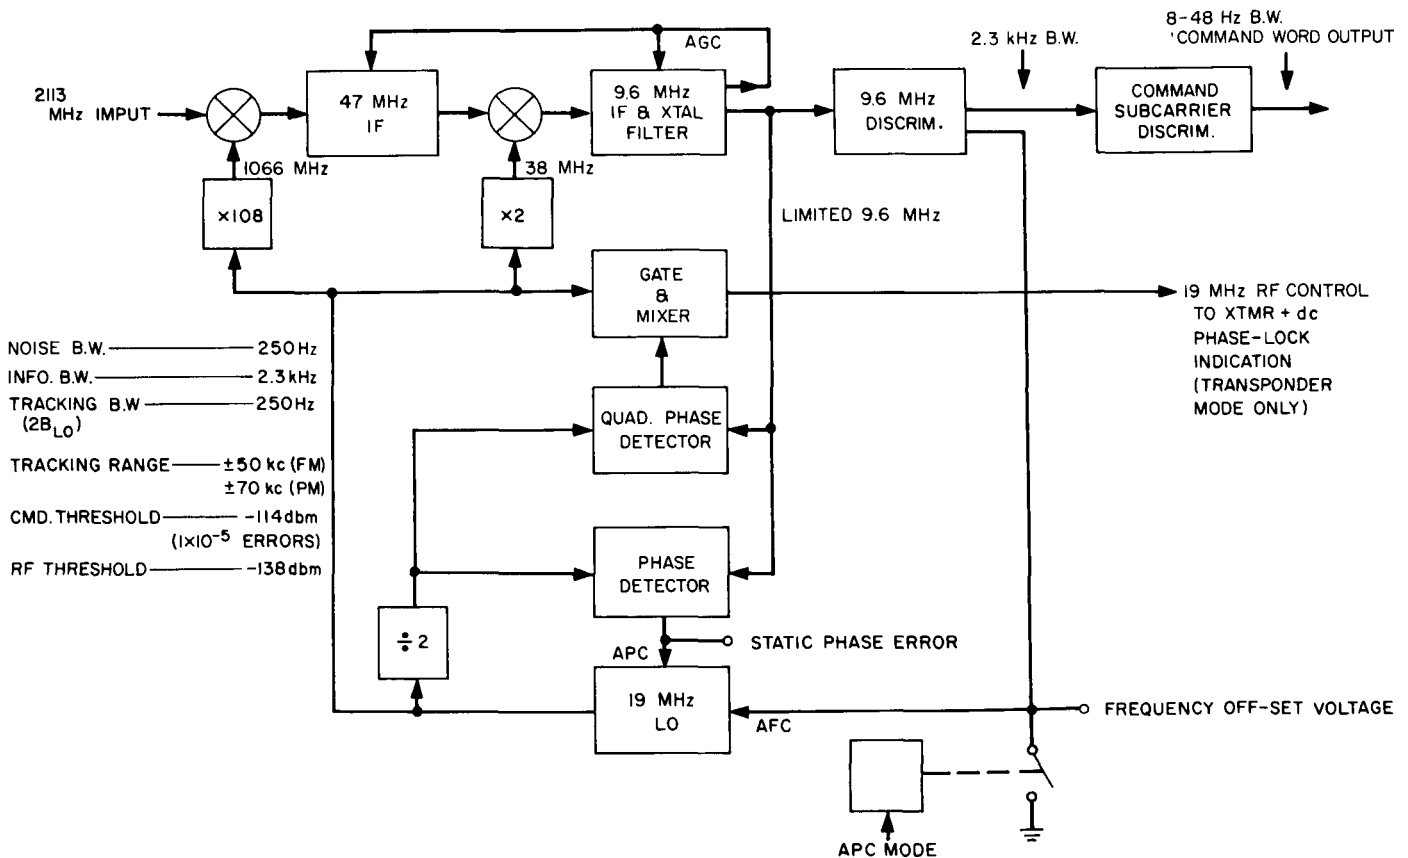 8-48 Hz B.W.
'COMMAND WORD OUTPUT
2.3 kHz B.W.
AGC
2113
MHz IMPUT
47 MHz
IF
9.6 MHz
IF & XTAL
FILTER
9.6 MHz
DISCRIM.
COMMAND
SUBCARRIER
DISCRIM.
1066 MHz
38 MHz
×108
×2
LIMITED 9.6 MHz
GATE
&
MIXER
19 MHz RF CONTROL
TO XTMR + dc
PHASE-LOCK
INDICATION
(TRANSPONDER
MODE ONLY)
NOISE B.W. 250Hz
INFO. B.W. 2.3kHz
TRACKING B.W 250Hz
(2BLO)
TRACKING RANGE ±50 kc (FM)
±70 kc (PM)
CMD. THRESHOLD -114dbm
(1×10-5 ERRORS)
RF THRESHOLD -138dbm
QUAD. PHASE
DETECTOR
PHASE
DETECTOR
÷2
STATIC PHASE ERROR
APC
19 MHz
LO
AFC
FREQUENCY OFF-SET VOLTAGE
APC MODE